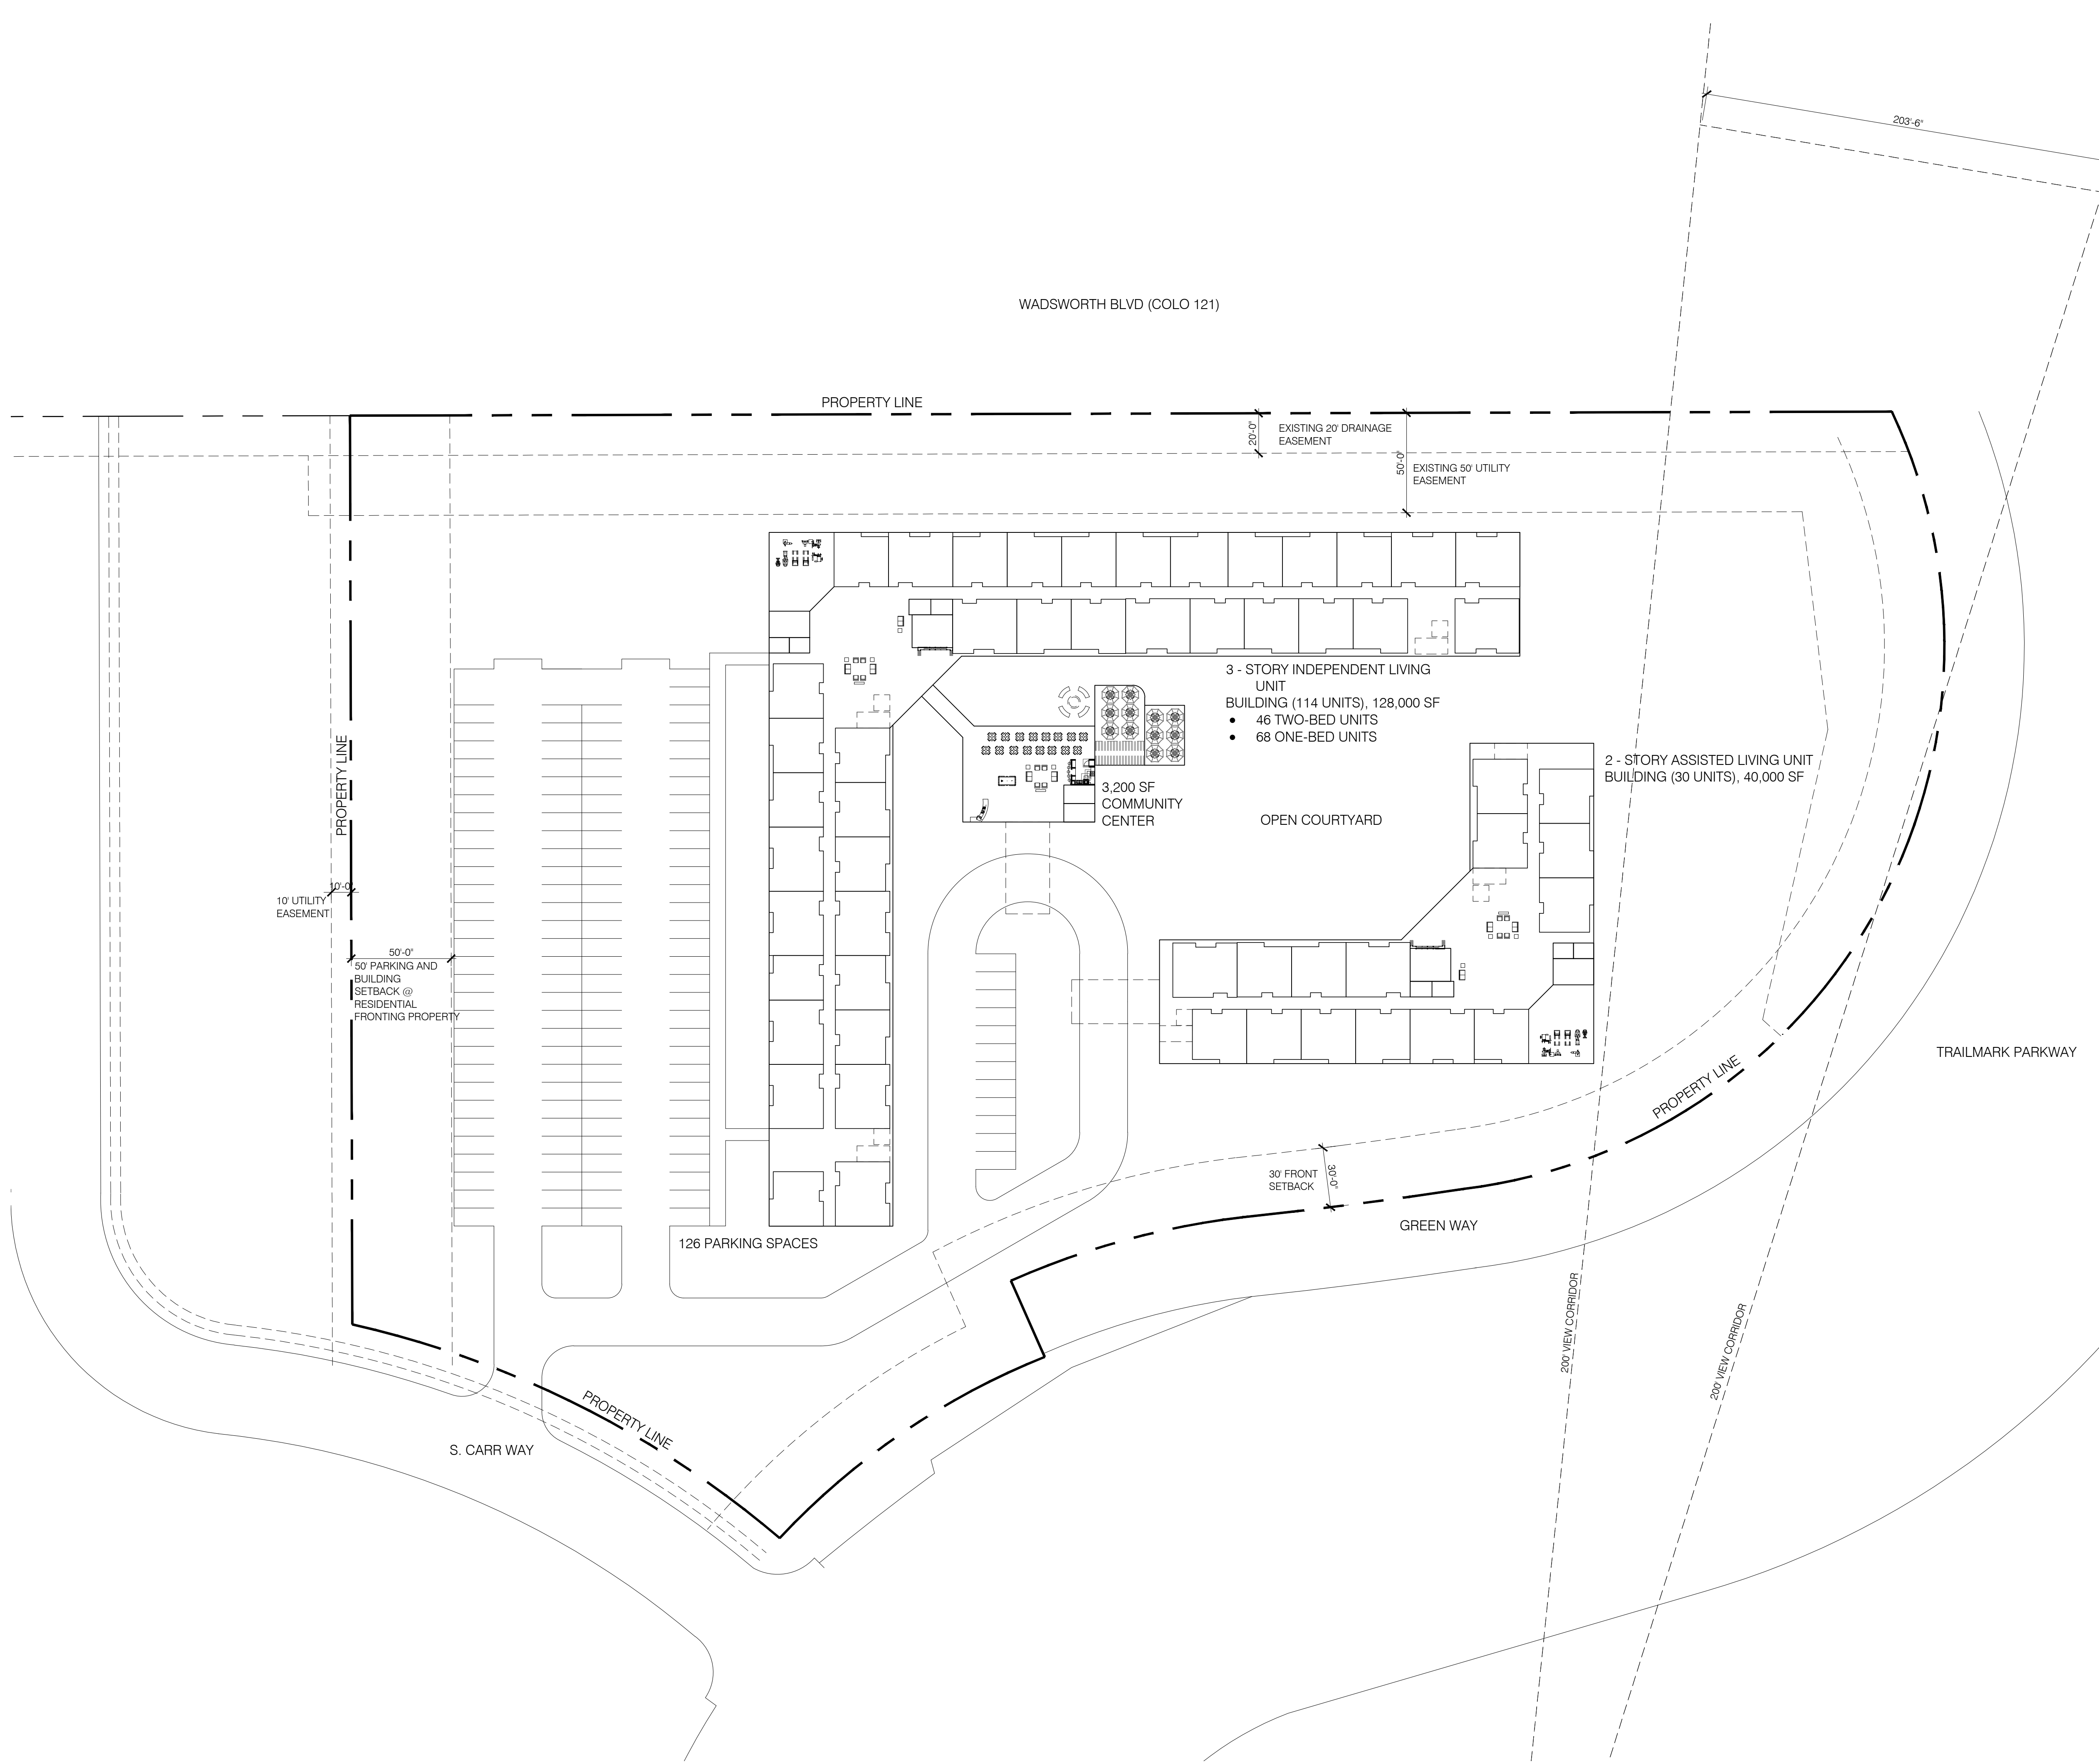 203'-6"
WADSWORTH BLVD (COLO 121)
PROPERTY LINE
20'-0"
EXISTING 20' DRAINAGE
EASEMENT
50'-0"
EXISTING 50' UTILITY
EASEMENT
3 - STORY INDEPENDENT LIVING
UNIT
BUILDING (114 UNITS), 128,000 SF
● 46 TWO-BED UNITS
● 68 ONE-BED UNITS
PROPERTY LINE
2 - STORY ASSISTED LIVING UNIT
BUILDING (30 UNITS), 40,000 SF
3,200 SF
COMMUNITY
CENTER
OPEN COURTYARD
10'-0"
10' UTILITY
EASEMENT
50'-0"
50' PARKING AND
BUILDING
SETBACK @
RESIDENTIAL
FRONTING PROPERTY
TRAILMARK PARKWAY
PROPERTY LINE
30' FRONT
SETBACK
30'-0"
GREEN WAY
126 PARKING SPACES
200' VIEW CORRIDOR
200' VIEW CORRIDOR
PROPERTY LINE
S. CARR WAY